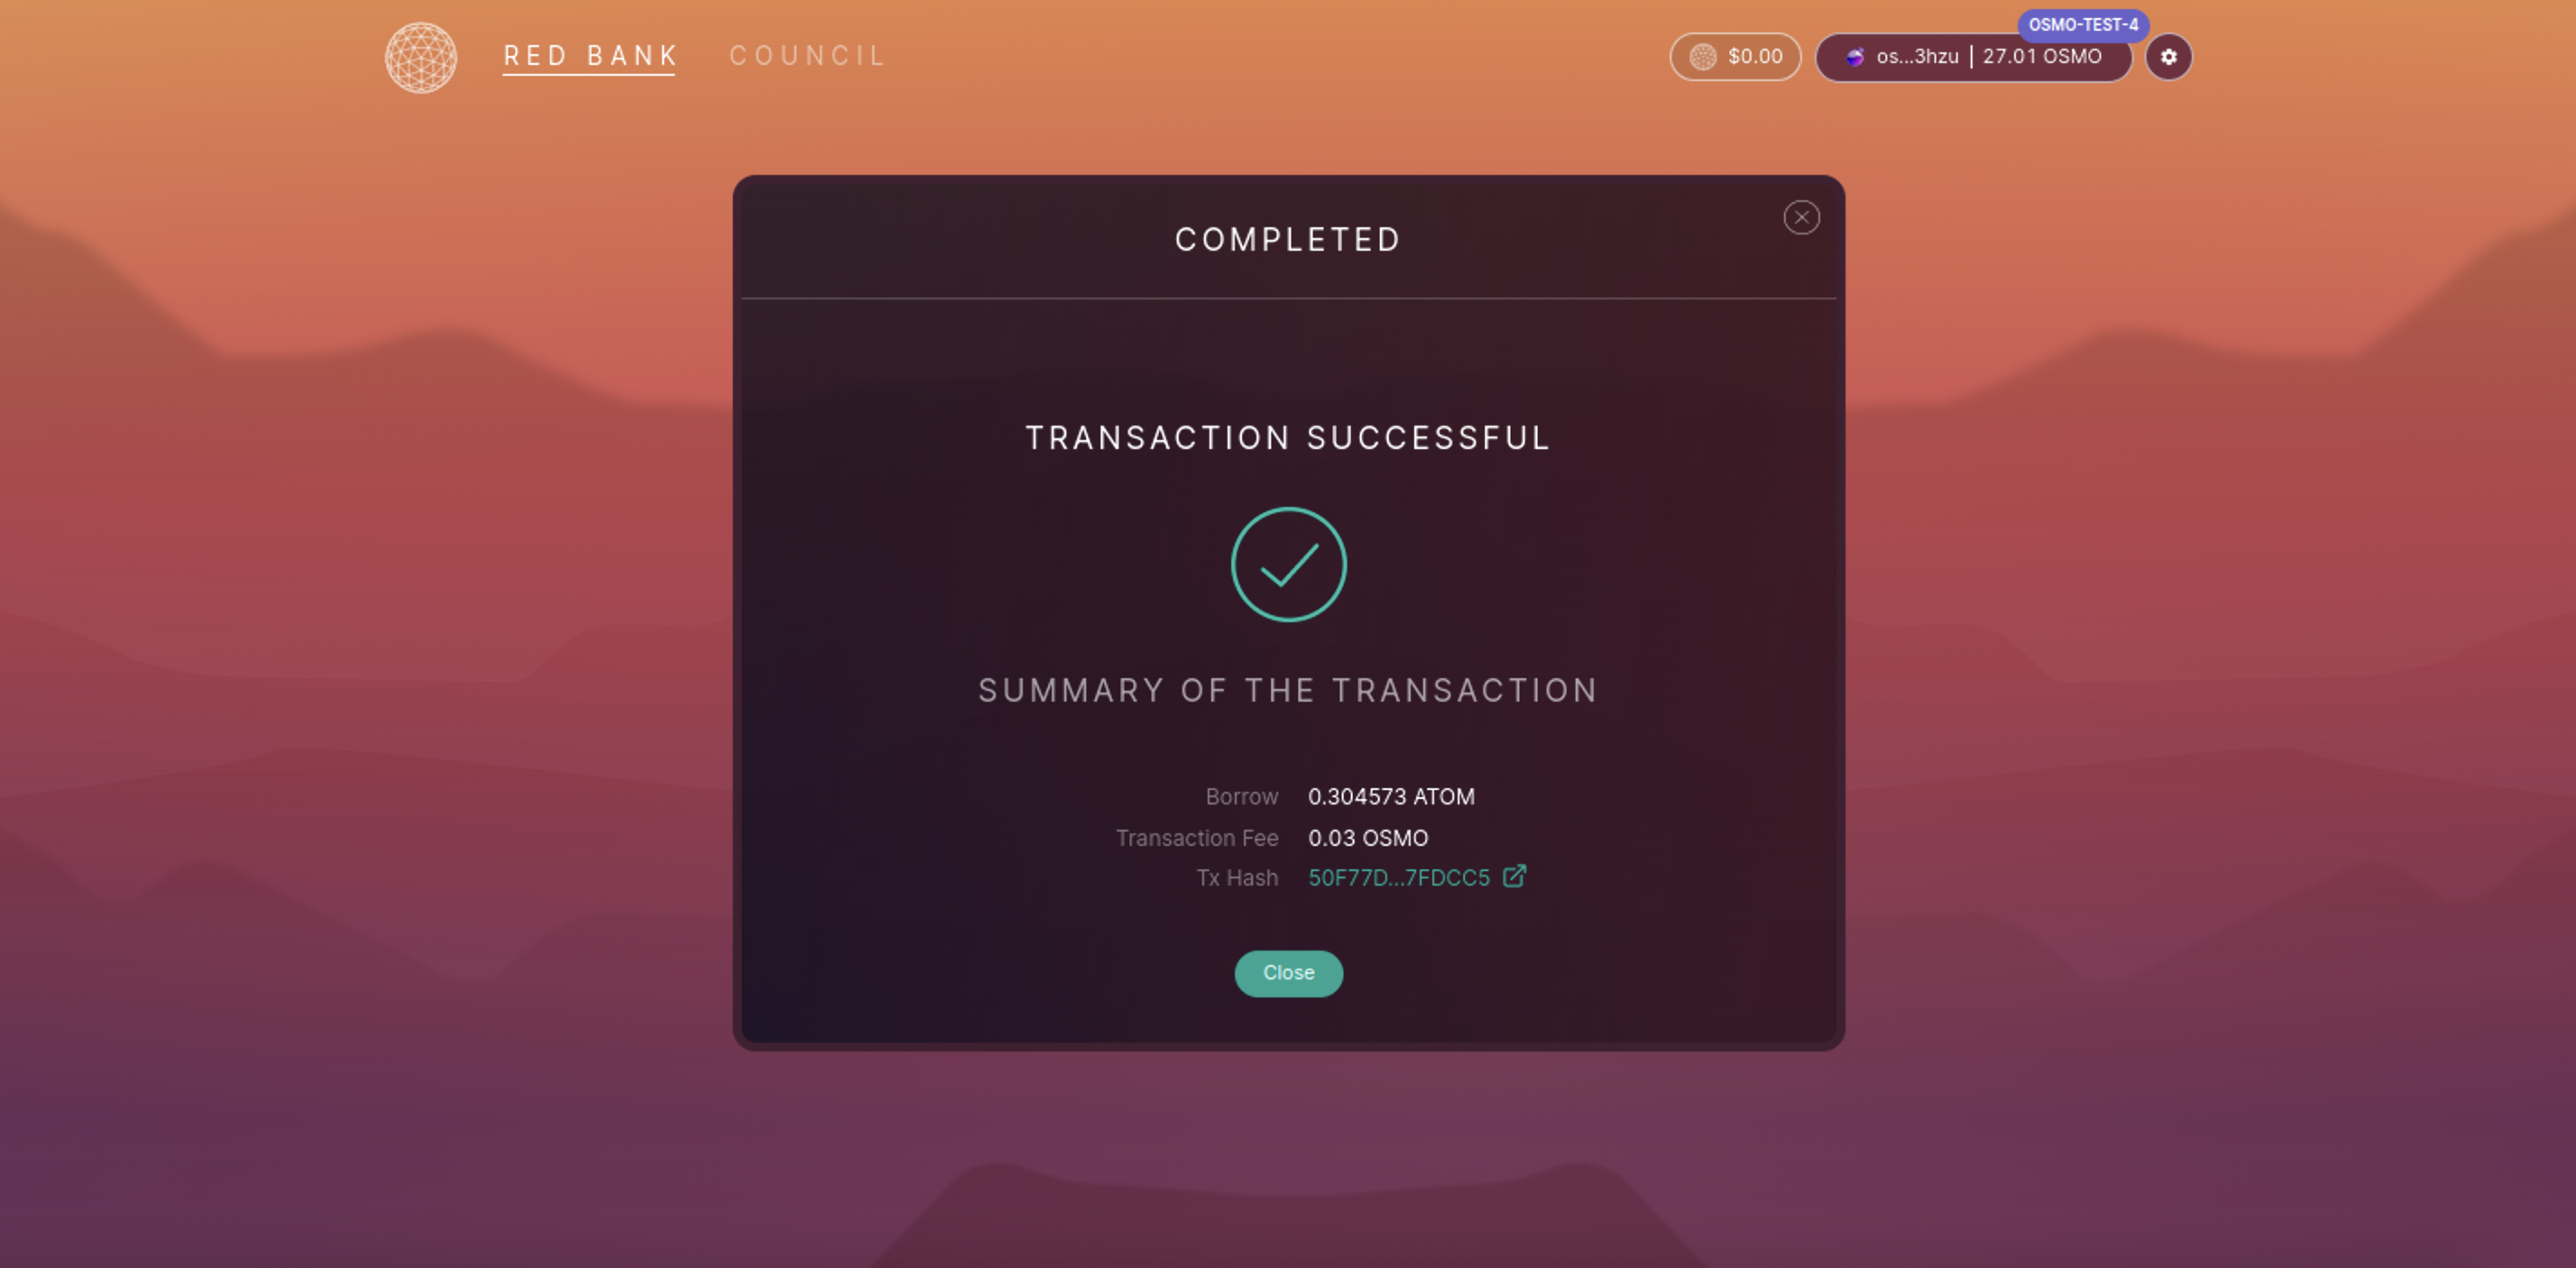 OSMO-TEST-4
RED BANK COUNCIL $0.00 os...3hzu | 27.01 OSMO
COMPLETED
TRANSACTION SUCCESSFUL
SUMMARY OF THE TRANSACTION
Borrow 0.304573 ATOM
Transaction Fee 0.03 OSMO
Tx Hash 50F77D...7FDCC5
Close